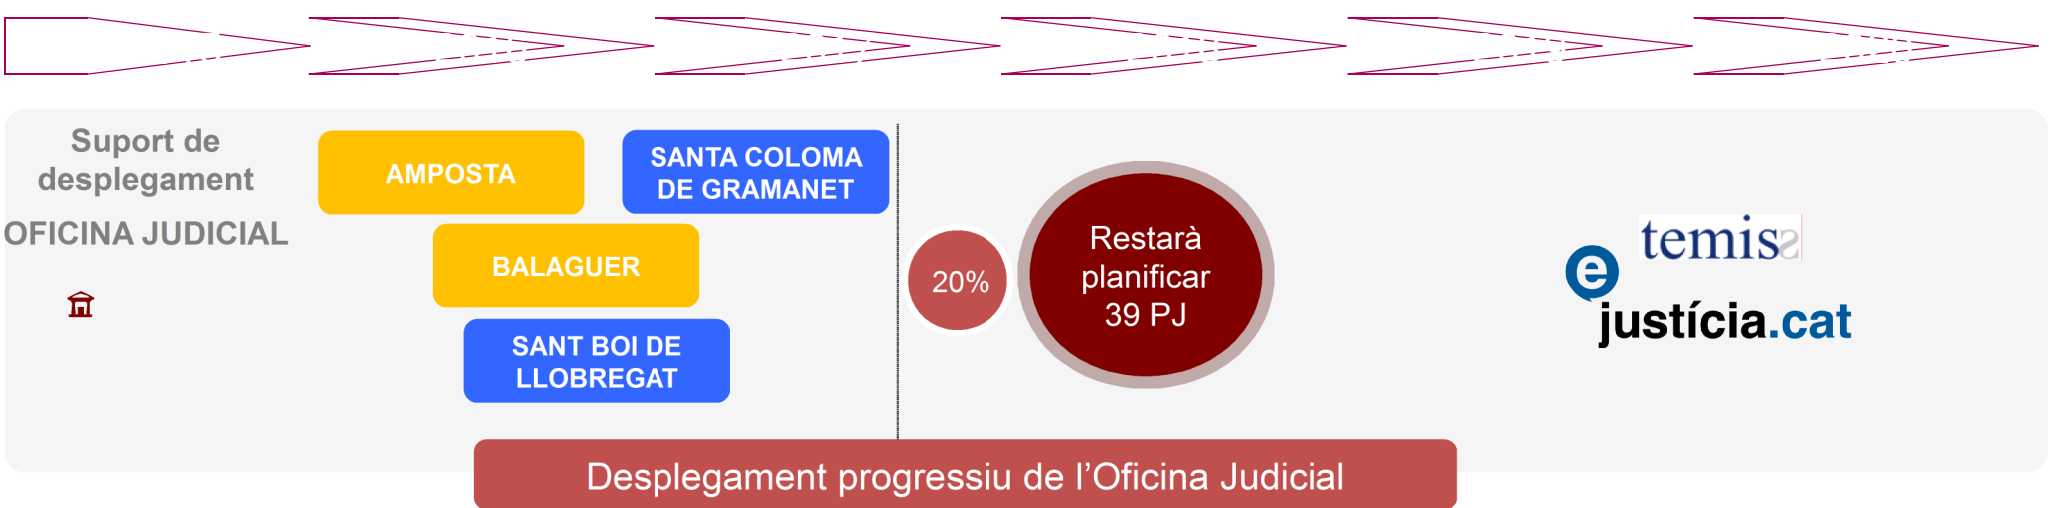 Suport de
desplegament
OFICINA JUDICIAL
AMPOSTA
SANTA COLOMA
DE GRAMANET
BALAGUER
SANT BOI DE
LLOBREGAT
20%
Restarà
planificar
39 PJ
temis
e
justícia.cat
Desplegament progressiu de l’Oficina Judicial